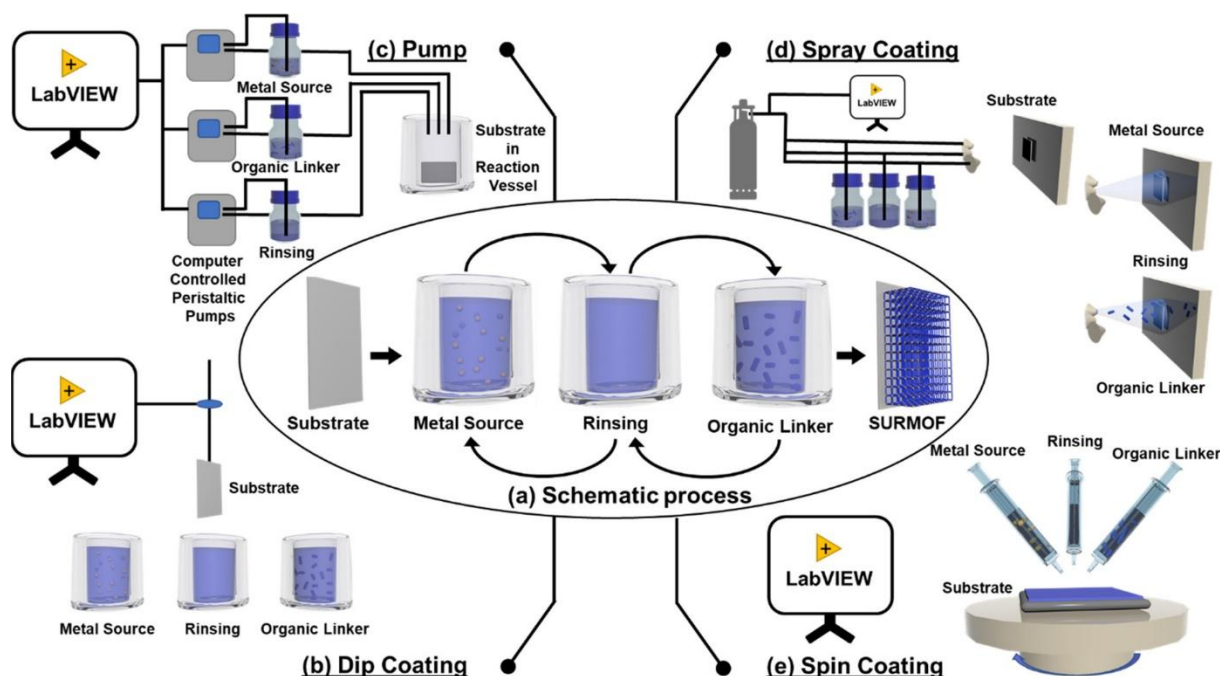 (c) Pump
LabVIEW
Metal Source
Organic Linker
Rinsing
Computer
Controlled
Peristaltic
Pumps
Substrate
in
Reaction
Vessel
(d) Spray Coating
LabVIEW
Substrate
Metal Source
Rinsing
Organic Linker
Substrate
Metal Source
Rinsing
Organic Linker
SURMOF
(a) Schematic process
LabVIEW
Substrate
Metal Source
Rinsing
Organic Linker
(b) Dip Coating
LabVIEW
Metal Source
Rinsing
Organic Linker
Substrate
(e) Spin Coating